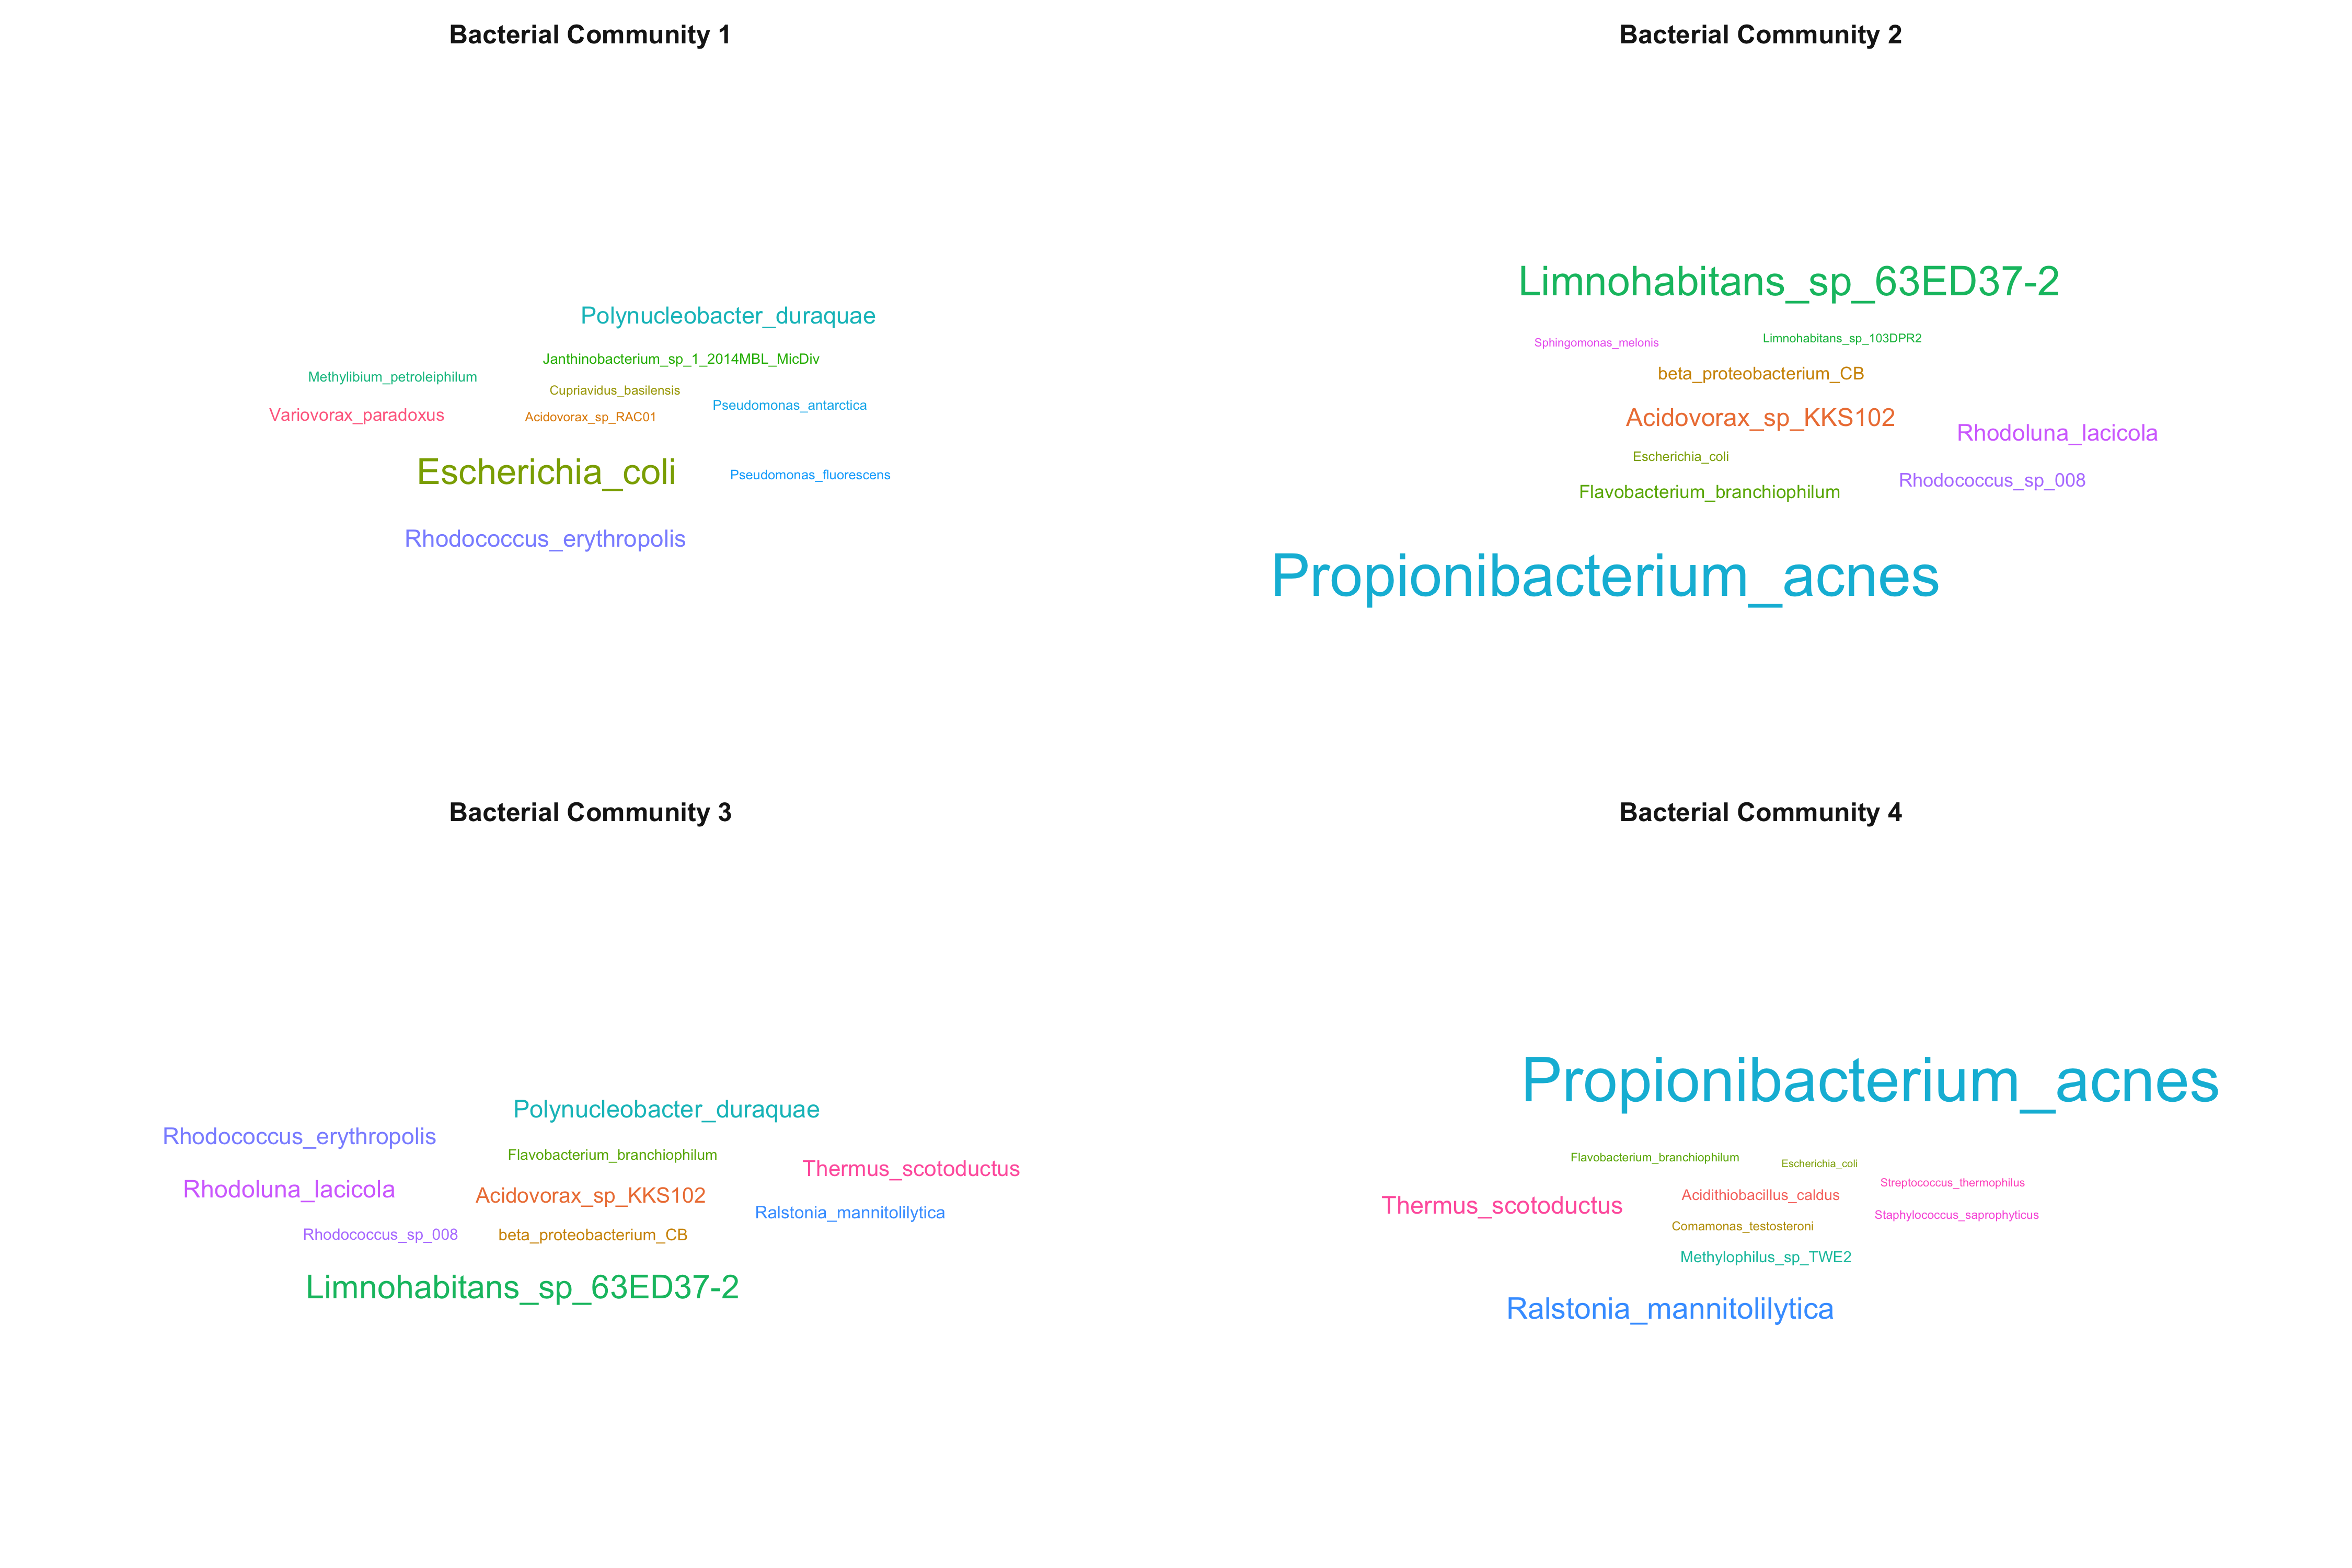 Bacterial Community 1
Polynucleobacter_duraquae
Janthinobacterium_sp_1_2014MBL_MicDiv
Methylibium_petroleiphilum
Cupriavidus_basilensis
Pseudomonas_antarctica
Variovorax_paradoxus
Acidovorax_sp_RAC01
Escherichia_coli
Pseudomonas_fluorescens
Rhodococcus_erythropolis
Bacterial Community 2
Limnohabitans_sp_63ED37-2
Sphingomonas_melonis
Limnohabitans_sp_103DPR2
beta_proteobacterium_CB
Acidovorax_sp_KKS102
Rhodoluna_lacicola
Escherichia_coli
Rhodococcus_sp_008
Flavobacterium_branchiophilum
Propionibacterium_acnes
Bacterial Community 3
Polynucleobacter_duraquae
Rhodococcus_erythropolis
Flavobacterium_branchiophilum
Thermus_scotoductus
Rhodoluna_lacicola
Acidovorax_sp_KKS102
Ralstonia_mannitolilytica
Rhodococcus_sp_008
beta_proteobacterium_CB
Limnohabitans_sp_63ED37-2
Bacterial Community 4
Propionibacterium_acnes
Flavobacterium_branchiophilum
Escherichia_coli
Streptococcus_thermophilus
Acidithiobacillus_caldus
Thermus_scotoductus
Staphylococcus_saprophyticus
Comamonas_testosteroni
Methylophilus_sp_TWE2
Ralstonia_mannitolilytica